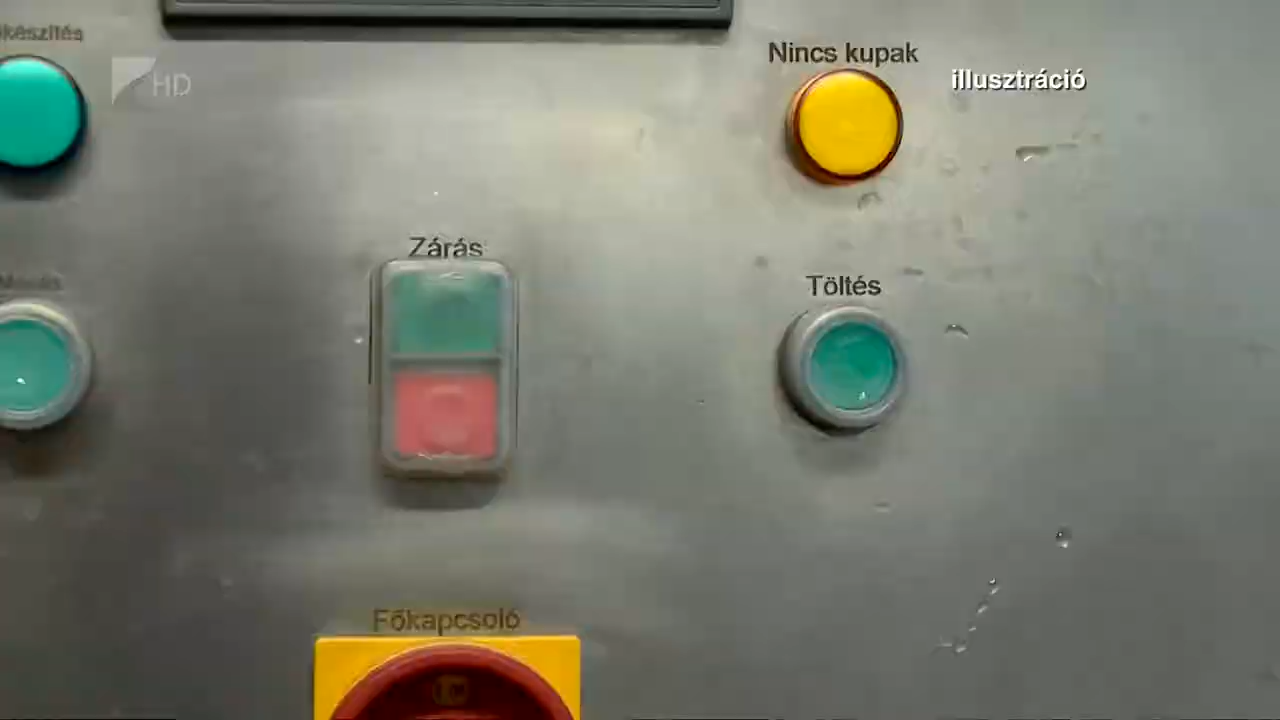 Nincs kupak
illusztráció
HD
Zárás
Töltés
Főkapcsoló